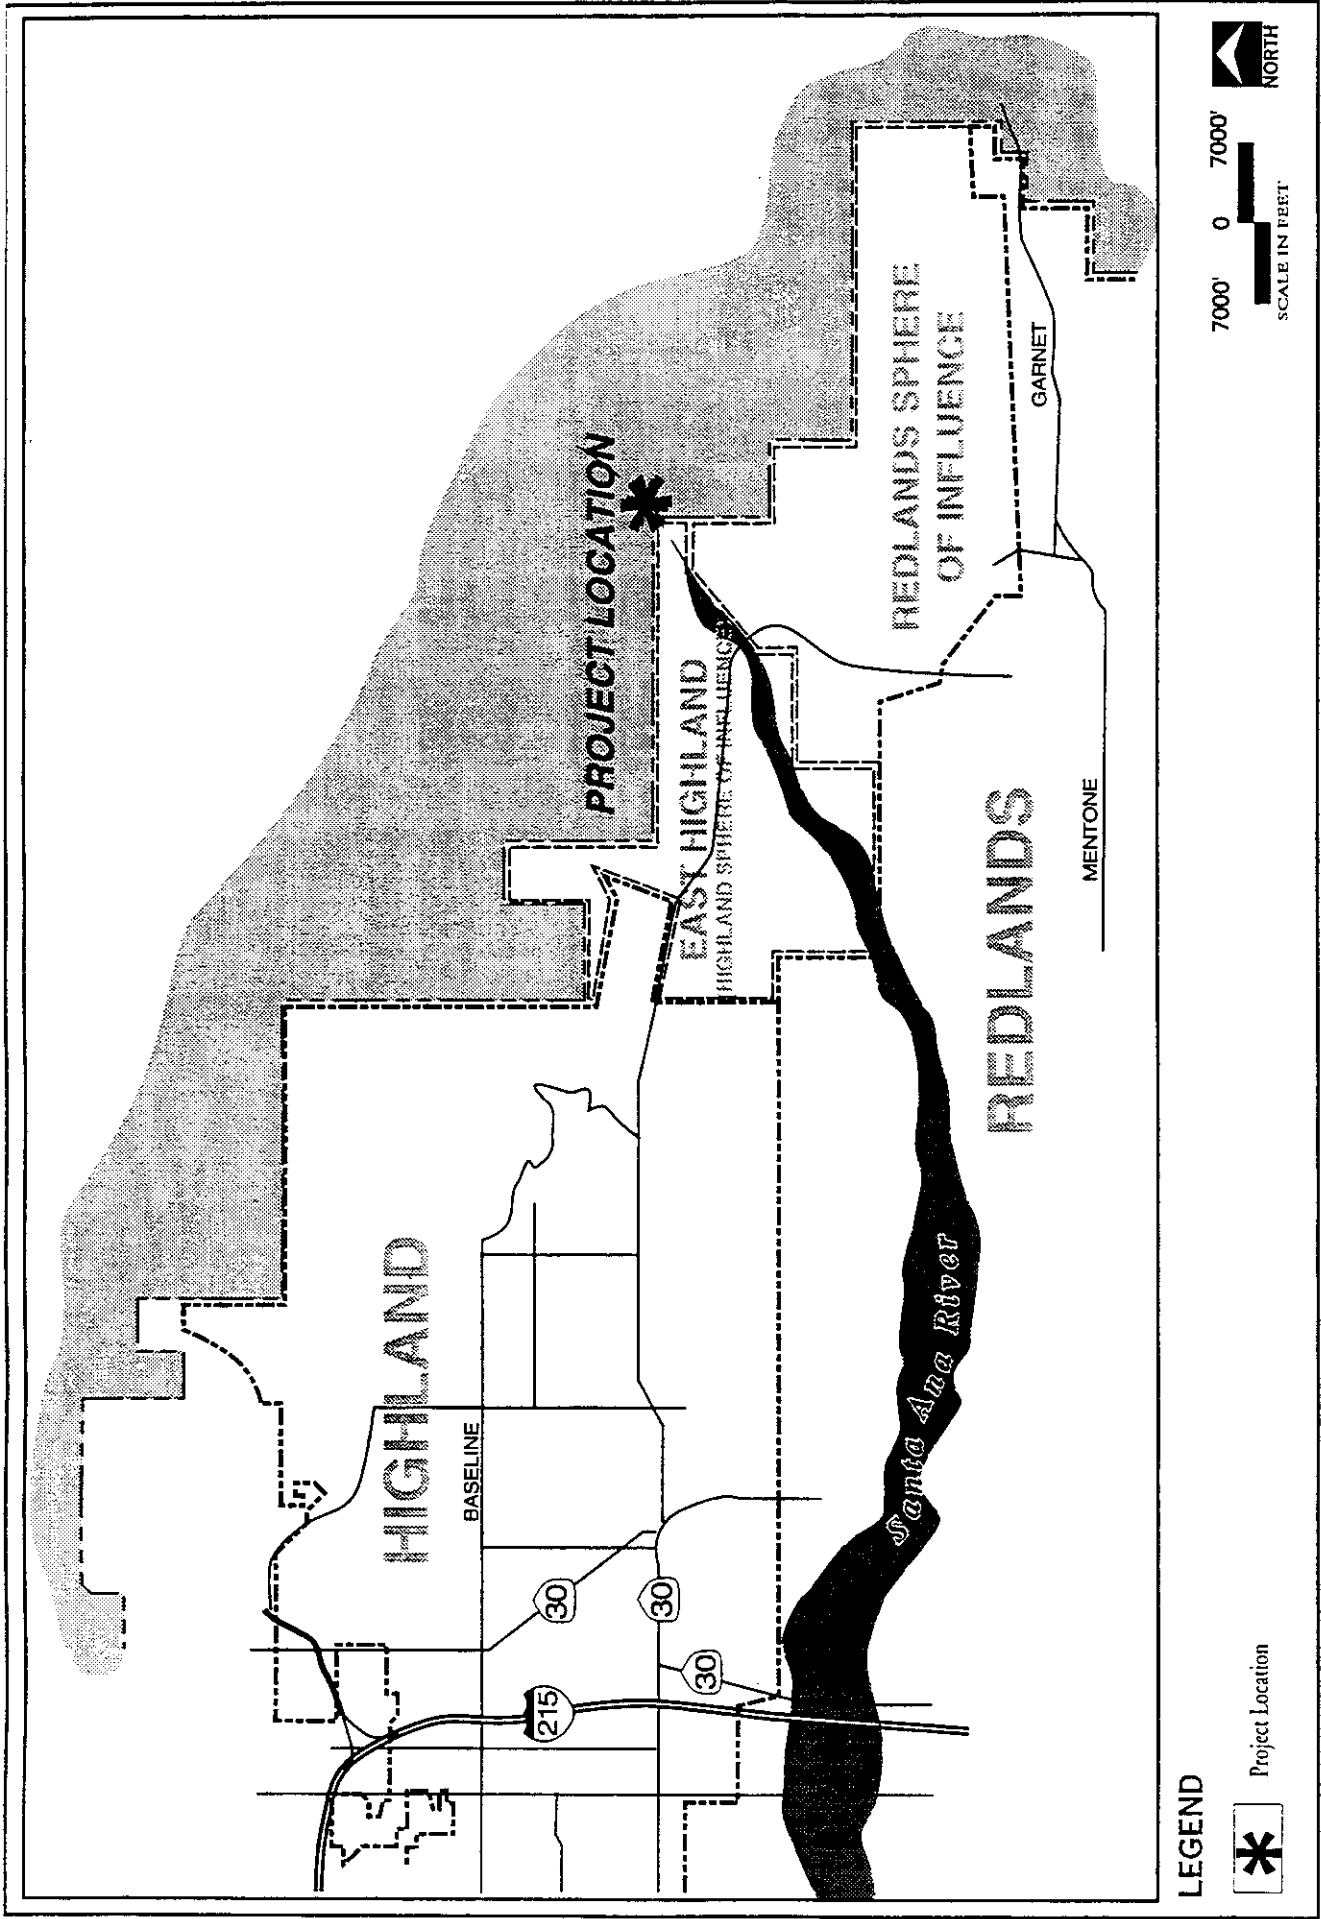 PROJECT LOCATION
HIGHLAND
BASELINE
EAST HIGHLAND
HIGHLAND SPHERE OF INFLUENCE
REDLANDS SPHERE
OF INFLUENCE
GARNET
MENTONE
REDLANDS
Santa Ana River
30
30
30
215
LEGEND
Project Location
7000' 0 7000'
SCALE IN FEET
NORTH